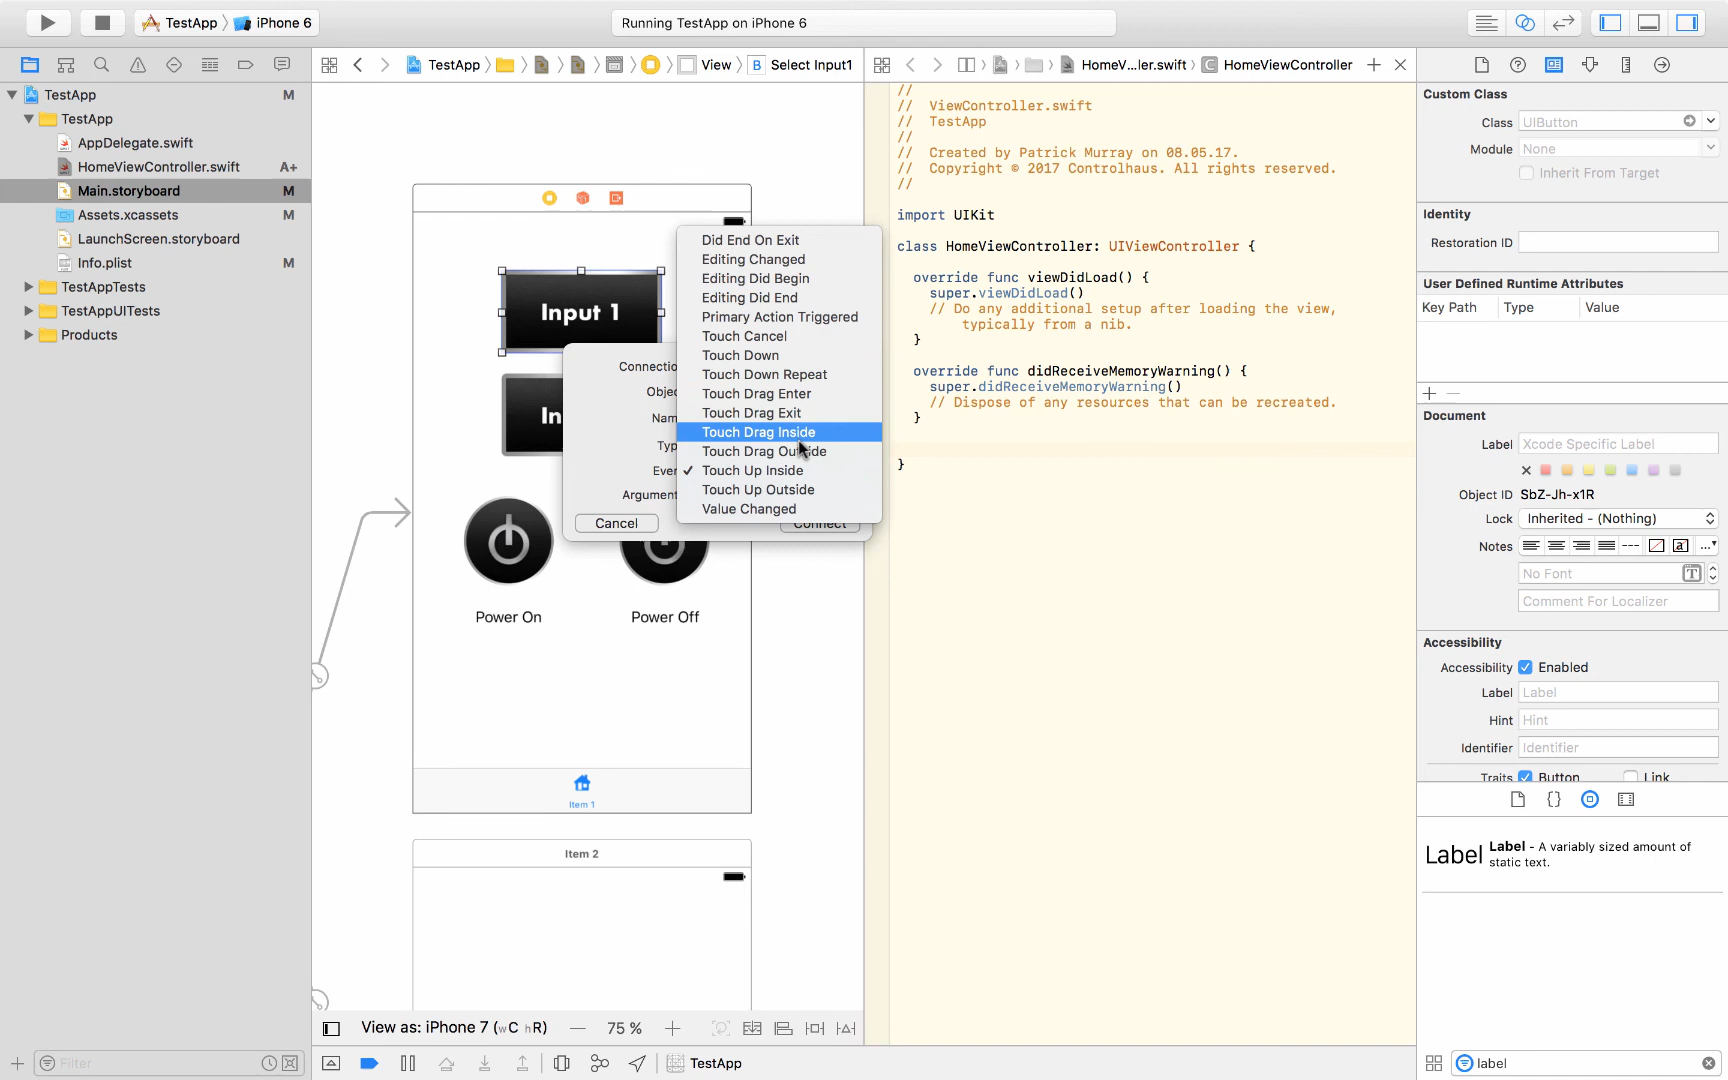 TestApp
iPhone 6
Running TestApp on iPhone 6
TestApp
View
B
Select Input1
HomeV...ler.swift
C
HomeViewController
TestApp
M
TestApp
AppDelegate.swift
HomeViewController.swift
A+
Main.storyboard
M
Assets.xcassets
M
LaunchScreen.storyboard
Info.plist
M
TestAppTests
TestAppUITests
Products
Filter
Input 1
In
Power On
Power Off
Item 1
Item 2
Connectio
Objec
Nam
Typ
Even
Argument
Cancel
Connect
Did End On Exit
Editing Changed
Editing Did Begin
Editing Did End
Primary Action Triggered
Touch Cancel
Touch Down
Touch Down Repeat
Touch Drag Enter
Touch Drag Exit
Touch Drag Inside
Touch Drag Outside
✓ Touch Up Inside
Touch Up Outside
Value Changed
View as: iPhone 7 (wC hR)
— 75 % +
TestApp
//
//  ViewController.swift
//  TestApp
//
//  Created by Patrick Murray on 08.05.17.
//  Copyright © 2017 Controlhaus. All rights reserved.
//
import UIKit
class HomeViewController: UIViewController {
override func viewDidLoad() {
super.viewDidLoad()
// Do any additional setup after loading the view,
typically from a nib.
}
override func didReceiveMemoryWarning() {
super.didReceiveMemoryWarning()
// Dispose of any resources that can be recreated.
}
}
Custom Class
Class UIButton
Module None
Inherit From Target
Identity
Restoration ID
User Defined Runtime Attributes
Key Path Type Value
Document
Label Xcode Specific Label
Object ID SbZ-Jh-x1R
Lock Inherited - (Nothing)
Notes
No Font
Comment For Localizer
Accessibility
Accessibility Enabled
Label Label
Hint Hint
Identifier Identifier
Traits Button Link
Label
Label - A variably sized amount of
static text.
label